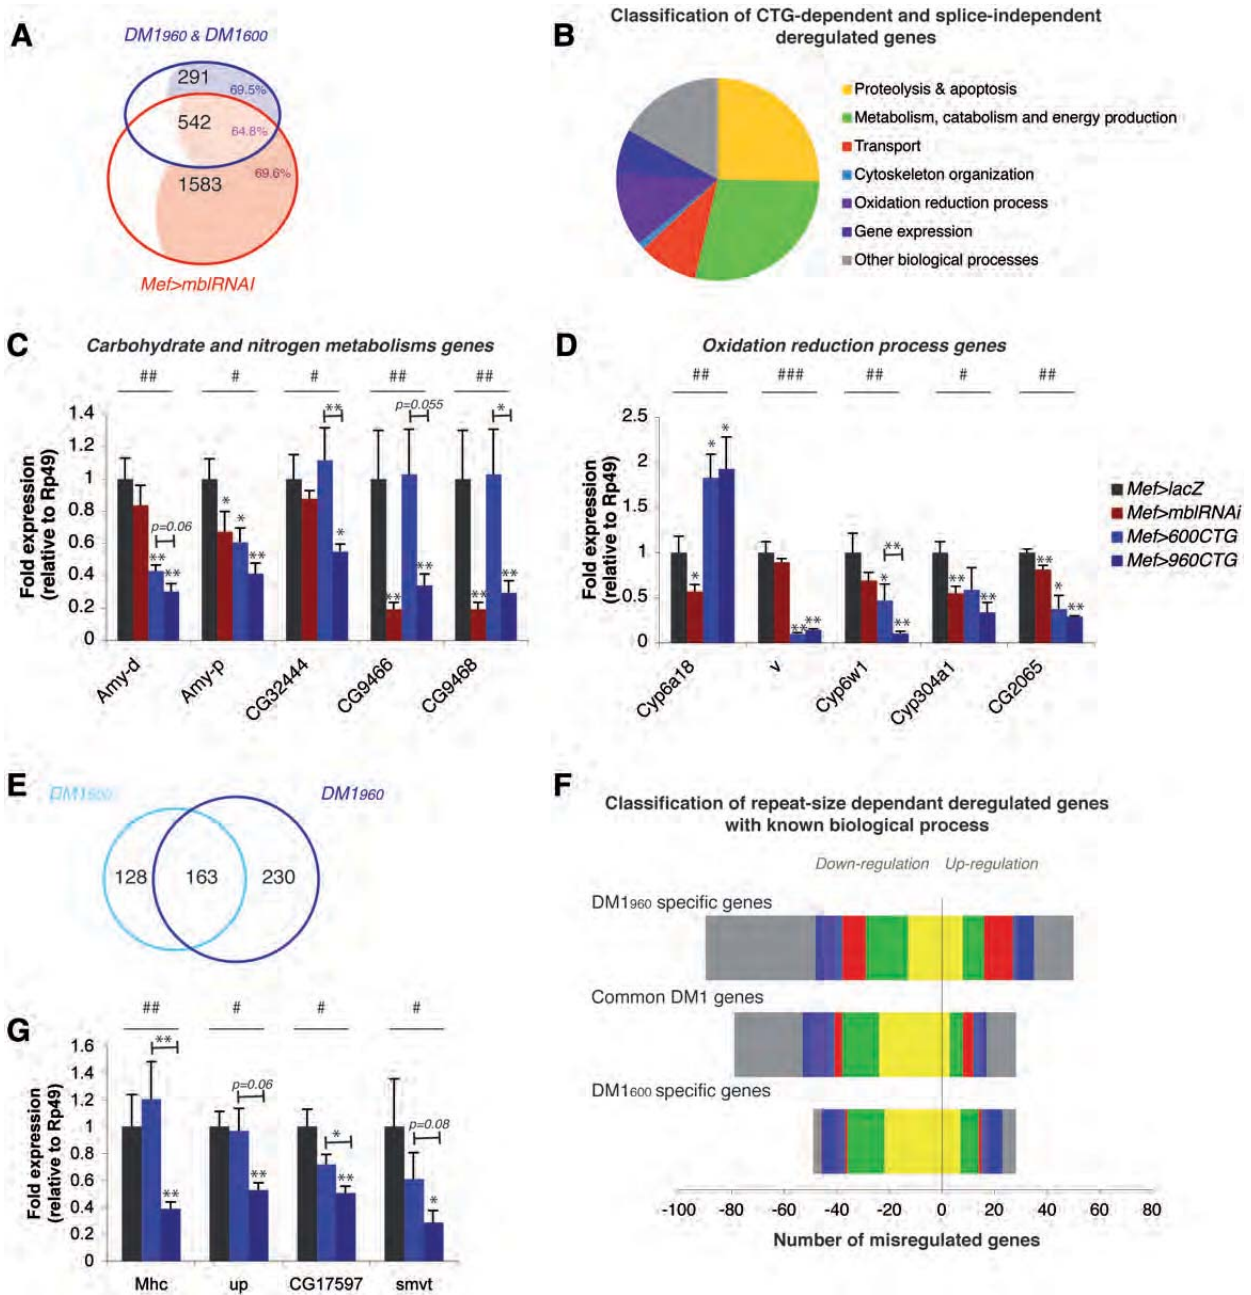 A
DM1960 & DM1600
291
69.5%
542
64.8%
1583
69.6%
Mef>mblRNAI
B
Classification of CTG-dependent and splice-independent
deregulated genes
Proteolysis & apoptosis
Metabolism, catabolism and energy production
Transport
Cytoskeleton organization
Oxidation reduction process
Gene expression
Other biological processes
C
Carbohydrate and nitrogen metabolisms genes
## # # ## ##
Fold expression
(relative to Rp49)
1.4
1.2
1
0.8
0.6
0.4
0.2
0
** p=0.055 *
p=0.06
** ** * * ** * ** ** ** **
Amy-d
Amy-p
CG32444
CG9466
CG9468
D
Oxidation reduction process genes
## ### ## # ##
Fold expression
(relative to Rp49)
2.5
2
1.5
1
0.5
0
* * * ** ** ** * ** ** ** ** * **
Cyp6a18
v
Cyp6w1
Cyp304a1
CG2065
Mef>lacZ
Mef>mblRNAi
Mef>600CTG
Mef>960CTG
E
DM1600
DM1960
128
163
230
F
Classification of repeat-size dependant deregulated genes
with known biological process
Down-regulation Up-regulation
DM1960 specific genes
Common DM1 genes
DM1600 specific genes
-100 -80 -60 -40 -20 0 20 40 60 80
Number of misregulated genes
G
## # # #
Fold expression
(relative to Rp49)
1.6
1.4
1.2
1.0
0.8
0.6
0.4
0.2
0
** p=0.06 * p=0.08
** ** ** *
Mhc
up
CG17597
smvt